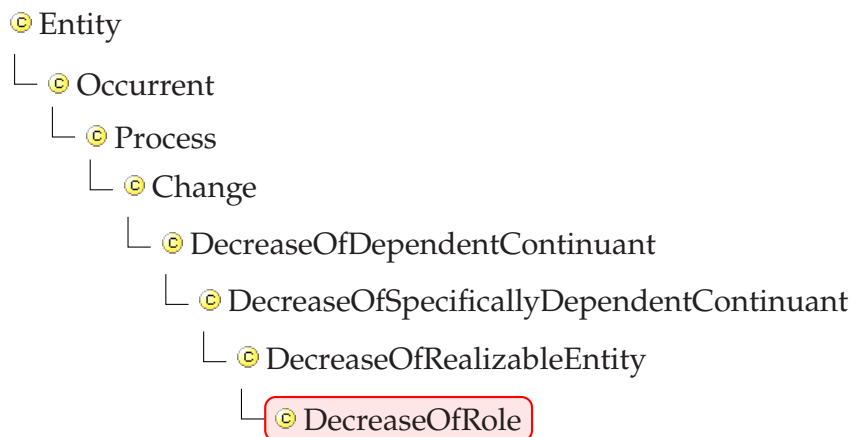 © Entity
© Occurrent
© Process
© Change
© DecreaseOfDependentContinuant
© DecreaseOfSpecificallyDependentContinuant
© DecreaseOfRealizableEntity
© DecreaseOfRole